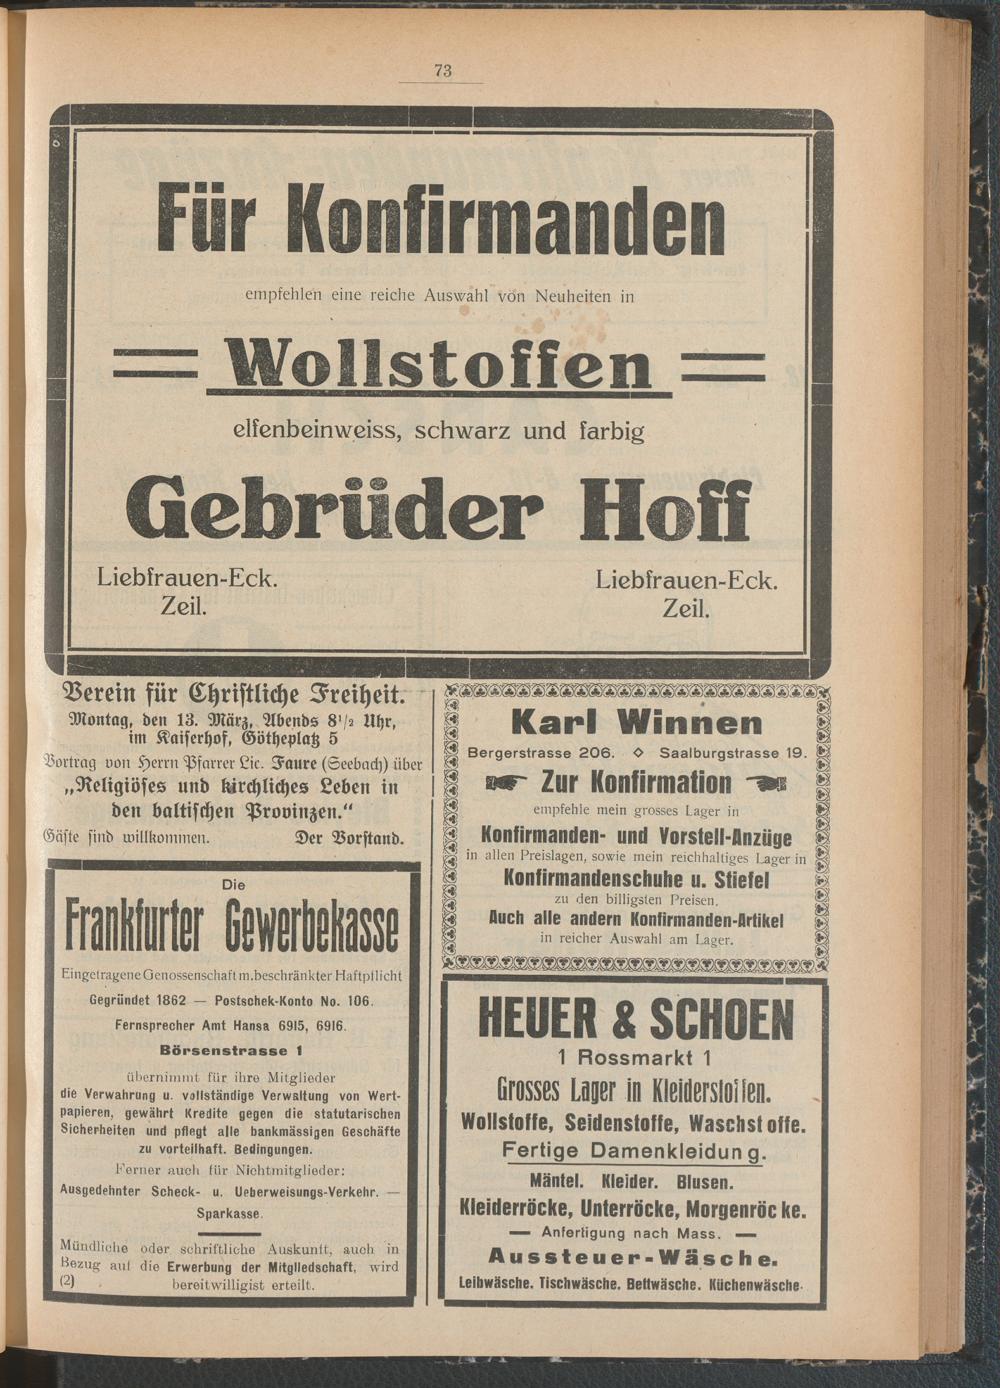 73
Für Konfirmanden
empfehlen eine reiche Auswahl von Neuheiten in
Wollstoffen
elfenbeinweiss, schwarz und farbig
Gebrüder Hoff
Liebfrauen-Eck.
Zeil.
Liebfrauen-Eck.
Zeil.
Verein für Christliche Freiheit.
Montag, den 13. März, Abends 8 1/2 Uhr,
im Kaiserhof, Götheplatz 5
Vortrag von Herrn Pfarrer Lic. Faure (Seebach) über
„Religiöses und kirchliches Leben in
den baltischen Provinzen."
Gäste sind willkommen. Der Vorstand.
Die
Frankfurter Gewerbekasse
Eingetragene Genossenschaft m. beschränkter Haftpflicht
Gegründet 1862 — Postschek-Konto No. 106.
Fernsprecher Amt Hansa 6915, 6916.
Börsenstrasse 1
übernimmt für ihre Mitglieder
die Verwahrung u. vollständige Verwaltung von Wert-
papieren, gewährt Kredite gegen die statutarischen
Sicherheiten und pflegt alle bankmässigen Geschäfte
zu vorteilhaft. Bedingungen.
Ferner auch für Nichtmitglieder:
Ausgedehnter Scheck- u. Ueberweisungs-Verkehr. —
Sparkasse.
Mündliche oder schriftliche Auskunft, auch in
Bezug auf die Erwerbung der Mitgliedschaft, wird
(2) bereitwilligist erteilt.
Karl Winnen
Bergerstrasse 206. ◇ Saalburgstrasse 19.
Zur Konfirmation
empfehle mein grosses Lager in
Konfirmanden- und Vorstell-Anzüge
in allen Preislagen, sowie mein reichhaltiges Lager in
Konfirmandenschuhe u. Stiefel
zu den billigsten Preisen.
Auch alle andern Konfirmanden-Artikel
in reicher Auswahl am Lager.
HEUER & SCHOEN
1 Rossmarkt 1
Grosses Lager in Kleiderstoffen.
Wollstoffe, Seidenstoffe, Waschstoffe.
Fertige Damenkleidung.
Mäntel. Kleider. Blusen.
Kleiderröcke, Unterröcke, Morgenröcke.
— Anfertigung nach Mass. —
Aussteuer-Wäsche.
Leibwäsche. Tischwäsche. Bettwäsche. Küchenwäsche.